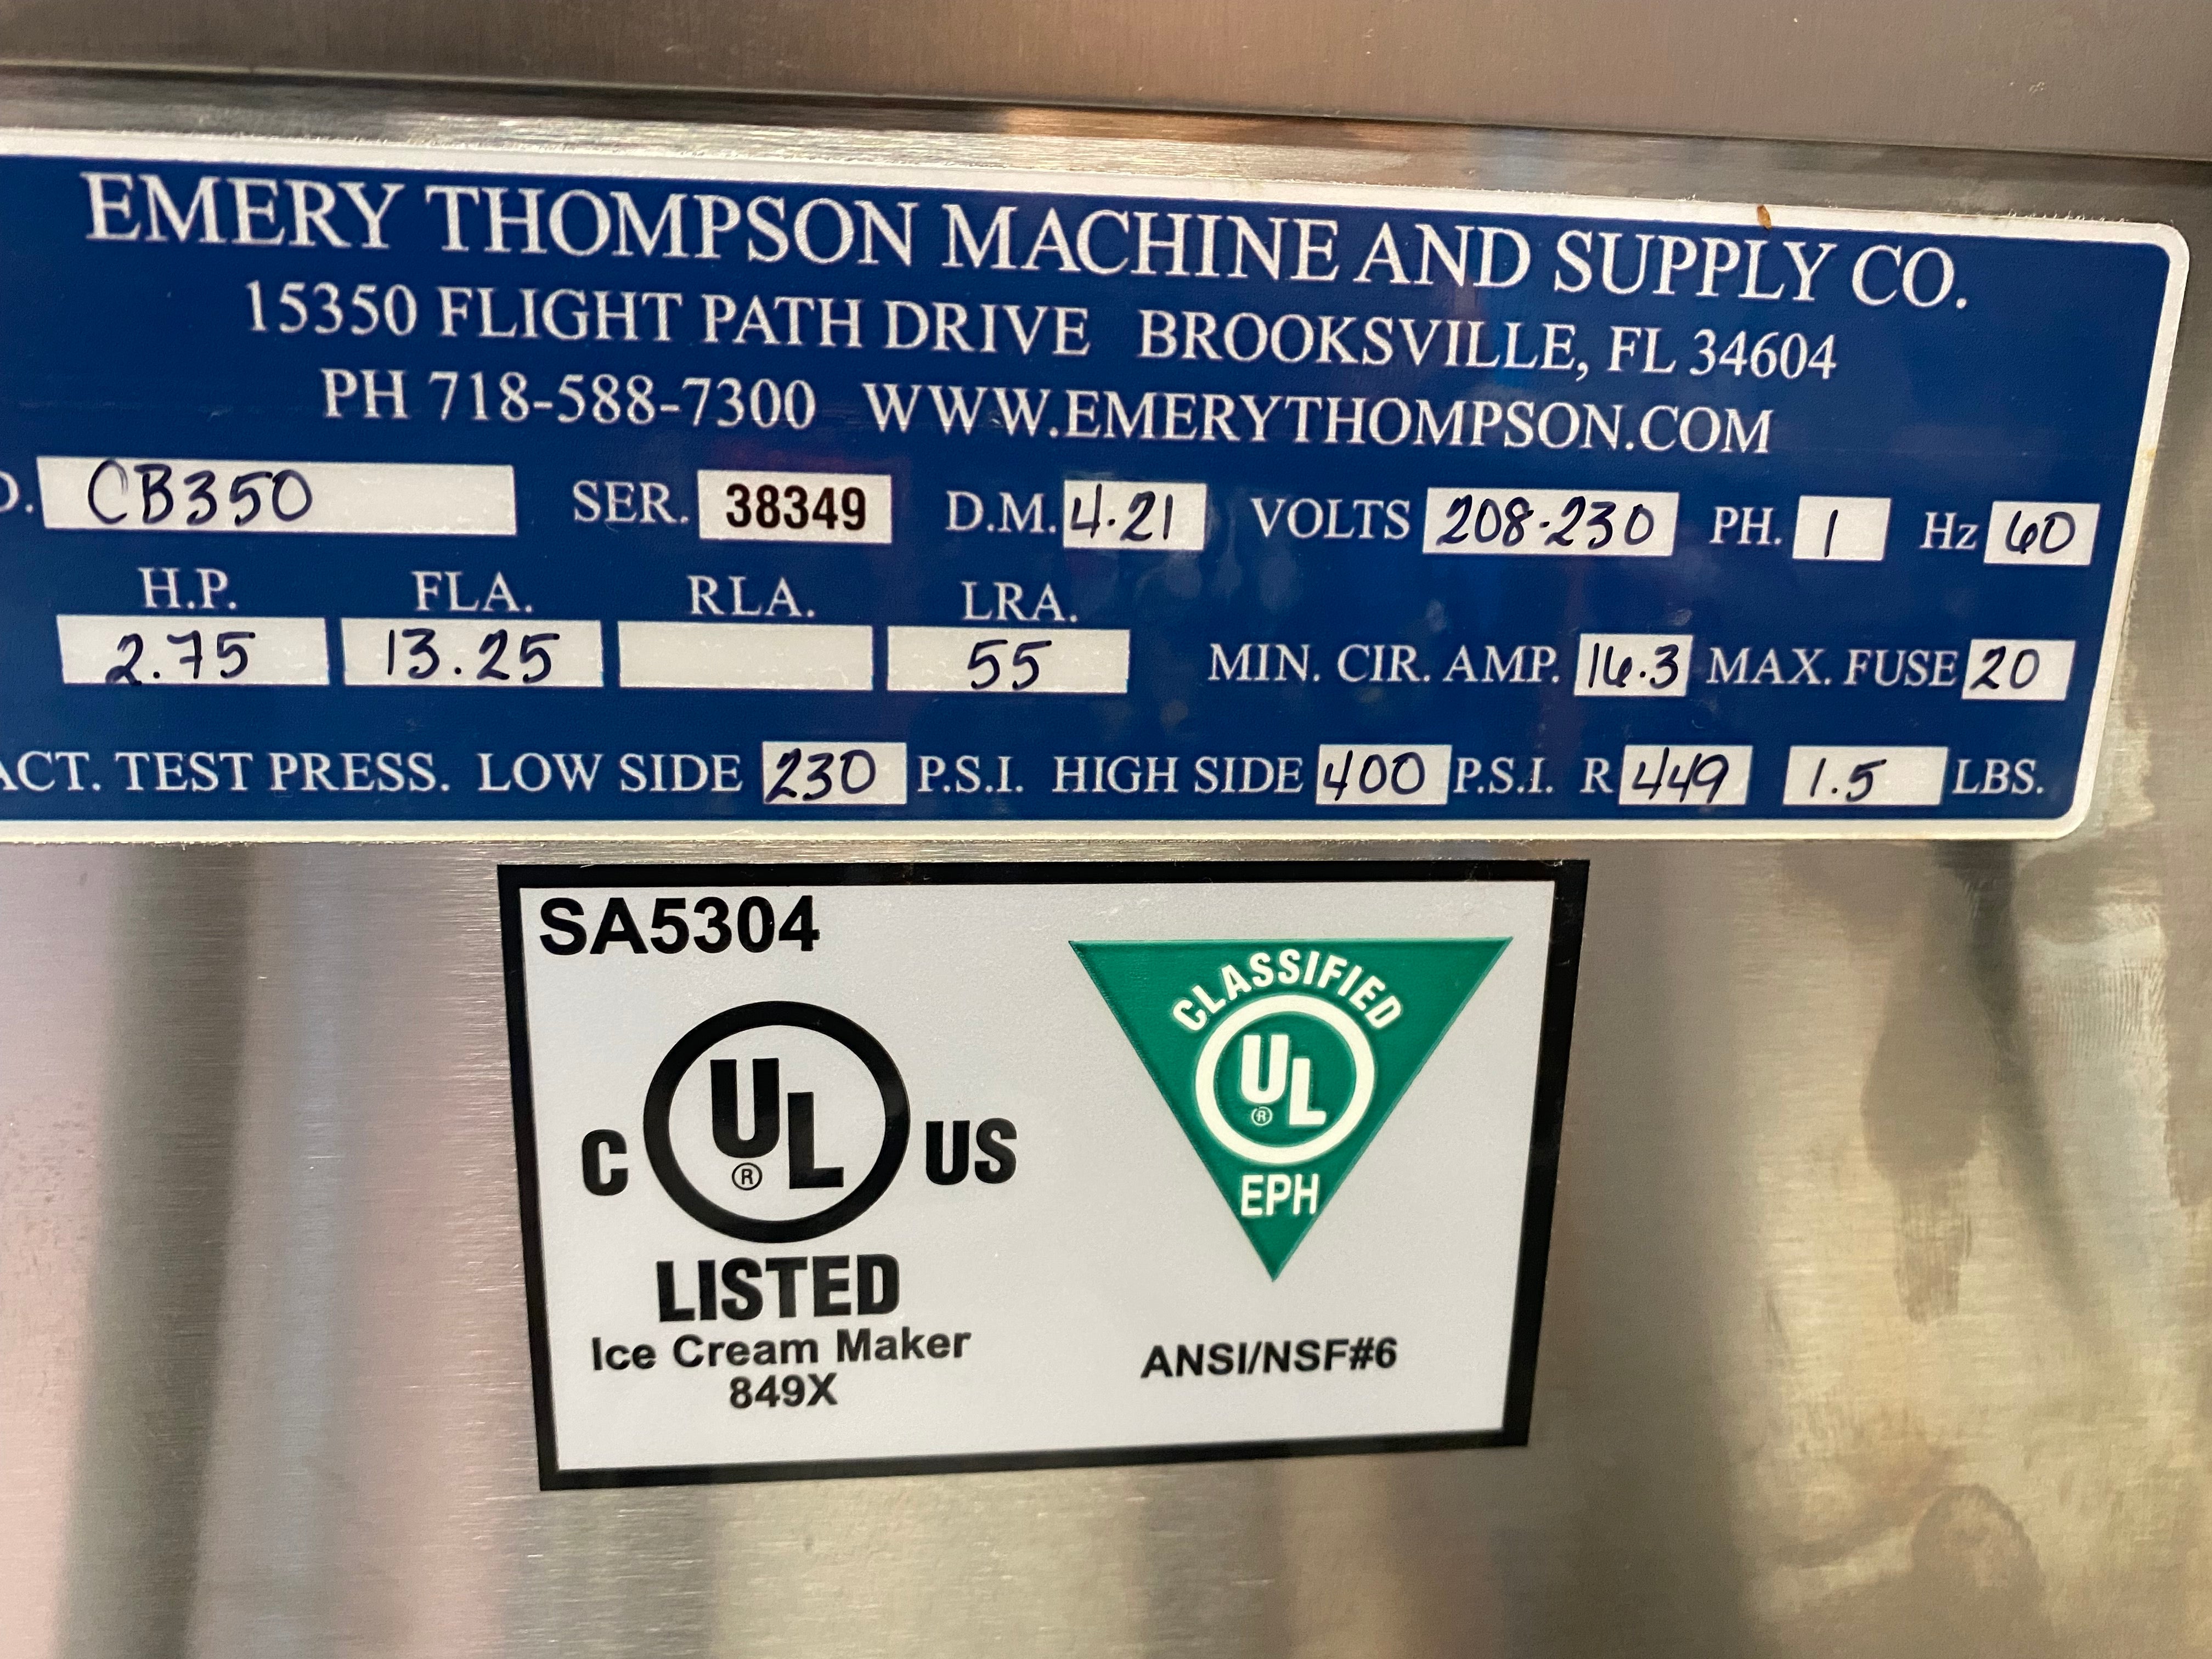 EMERY THOMPSON MACHINE AND SUPPLY CO.
15350 FLIGHT PATH DRIVE BROOKSVILLE, FL 34604
PH 718-588-7300 WWW.EMERYTHOMPSON.COM
D. CB350 SER. 38349 D.M. 4.21 VOLTS 208-230 PH. 1 Hz 60
H.P. FLA. RLA. LRA.
2.75 13.25 55 MIN. CIR. AMP. 16.3 MAX. FUSE 20
ACT. TEST PRESS. LOW SIDE 230 P.S.I. HIGH SIDE 400 P.S.I. R 449 1.5 LBS.
SA5304
C UL ® US
LISTED
Ice Cream Maker
849X
CLASSIFIED
UL ®
EPH
ANSI/NSF#6